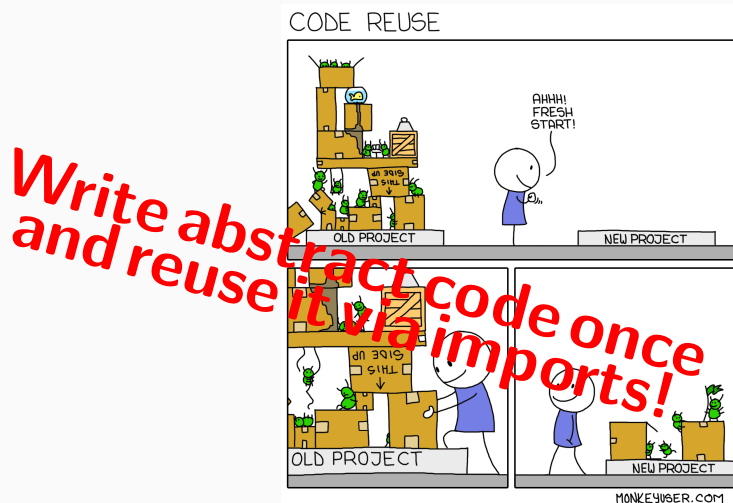 CODE REUSE
AHHH!
FRESH
START!
THIS
SIDE UP
OLD PROJECT
NEW PROJECT
Write abstract code once
and reuse it via imports!
THIS
SIDE UP
OLD PROJECT
NEW PROJECT
MONKEYUSER.COM